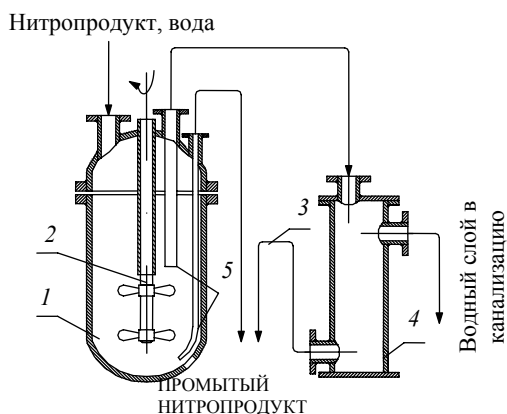 Нитропродукт, вода
3
2
5
1
4
Водный слой в
канализацию
ПРОМЫТЫЙ
НИТРОПРОДУКТ